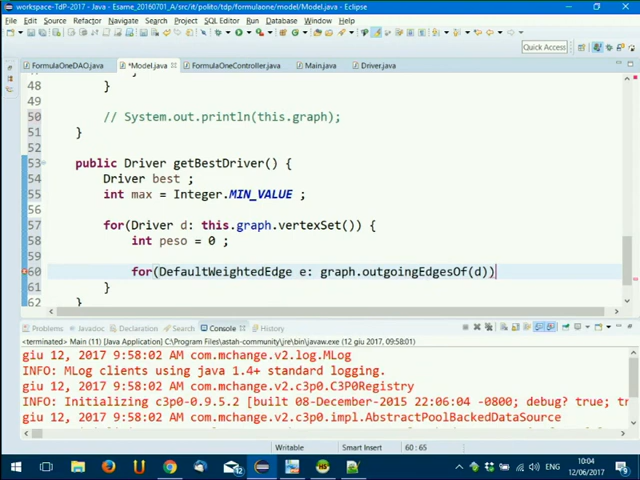 workspace-TdP-2017 - Java - Esame_20160701_A/src/it/polito/tdp/formulaone/model/Model.java - Eclipse
File Edit Source Refactor Navigate Search Project SQL Editor Run Database Window Help
Quick Access
FormulaOneDAO.java *Model.java FormulaOneController.java Main.java Driver.java
48 }
49
50 // System.out.println(this.graph);
51 }
52
53 public Driver getBestDriver() {
54 Driver best ;
55 int max = Integer.MIN_VALUE ;
56
57 for(Driver d: this.graph.vertexSet()) {
58 int peso = 0 ;
59
60 for(DefaultWeightedEdge e: graph.outgoingEdgesOf(d))
61 }
62 }
Problems Javadoc Declaration Search Console History
<terminated> Main (11) [Java Application] C:\Program Files\astah-community\jre\bin\javaw.exe (12 giu 2017, 09:58:01)
giu 12, 2017 9:58:02 AM com.mchange.v2.log.MLog
INFO: MLog clients using java 1.4+ standard logging.
giu 12, 2017 9:58:02 AM com.mchange.v2.c3p0.C3P0Registry
INFO: Initializing c3p0-0.9.5.2 [built 08-December-2015 22:06:04 -0800; debug? true; tr
giu 12, 2017 9:58:02 AM com.mchange.v2.c3p0.impl.AbstractPoolBackedDataSource
Writable Smart Insert 60 : 65
10:04
12/06/2017